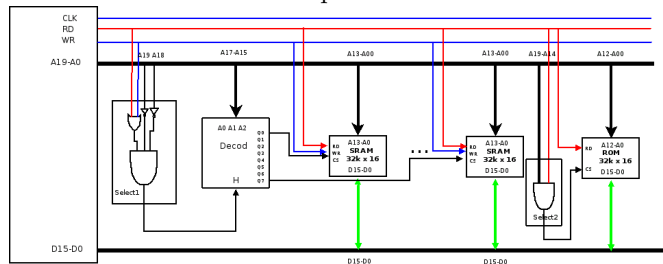 CLK
RD
WR
A19-A0
A19 A18
A17-A15
A13-A00
A13-A00
A19-A14
A12-A00
A0 A1 A2
Decod
H
Q0
Q1
Q2
Q3
Q4
Q5
Q6
Q7
Select1
RD
WR
CS
A13-A0
SRAM
32k x 16
D15-D0
...
RD
WR
CS
A13-A0
SRAM
32k x 16
D15-D0
Select2
RD
CS
A12-A0
ROM
32k x 16
D15-D0
D15-D0
D15-D0
D15-D0
D15-D0